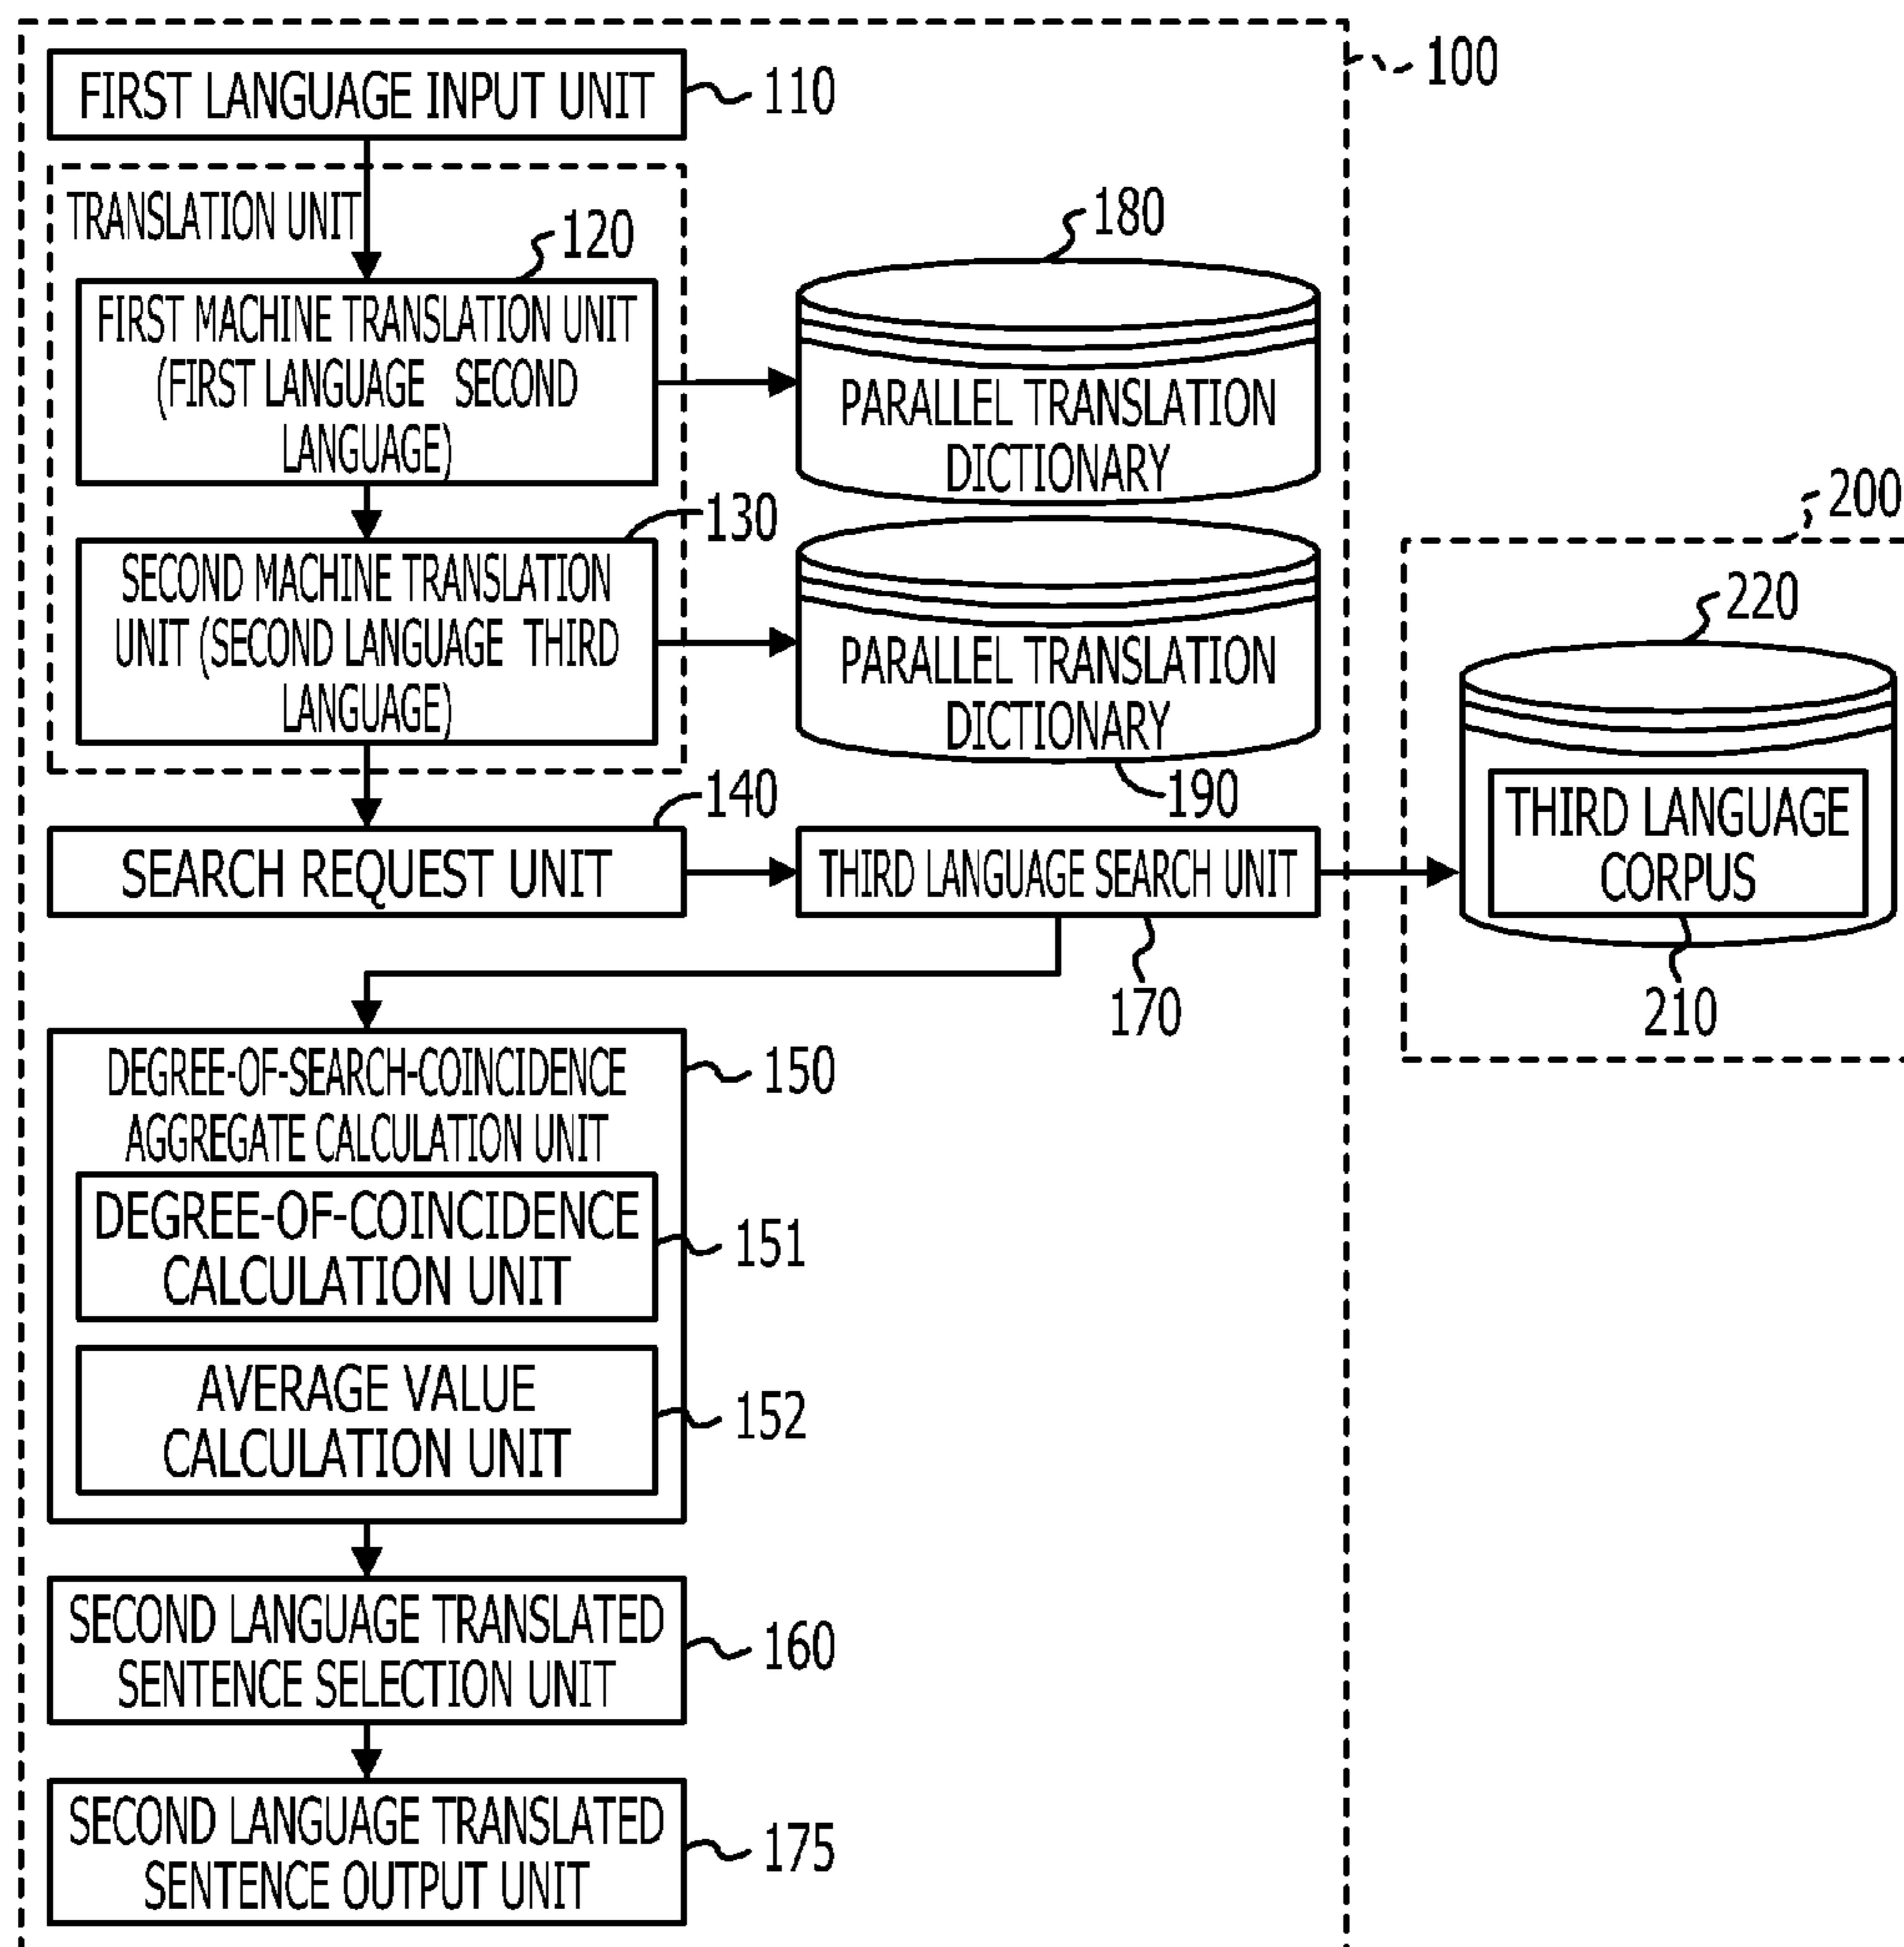 100
FIRST LANGUAGE INPUT UNIT
110
TRANSLATION UNIT
120
FIRST MACHINE TRANSLATION UNIT
(FIRST LANGUAGE SECOND
LANGUAGE)
180
PARALLEL TRANSLATION
DICTIONARY
130
SECOND MACHINE TRANSLATION
UNIT (SECOND LANGUAGE THIRD
LANGUAGE)
PARALLEL TRANSLATION
DICTIONARY
190
200
220
THIRD LANGUAGE
CORPUS
210
140
SEARCH REQUEST UNIT
THIRD LANGUAGE SEARCH UNIT
170
DEGREE-OF-SEARCH-COINCIDENCE
AGGREGATE CALCULATION UNIT
150
DEGREE-OF-COINCIDENCE
CALCULATION UNIT
151
AVERAGE VALUE
CALCULATION UNIT
152
SECOND LANGUAGE TRANSLATED
SENTENCE SELECTION UNIT
160
SECOND LANGUAGE TRANSLATED
SENTENCE OUTPUT UNIT
175